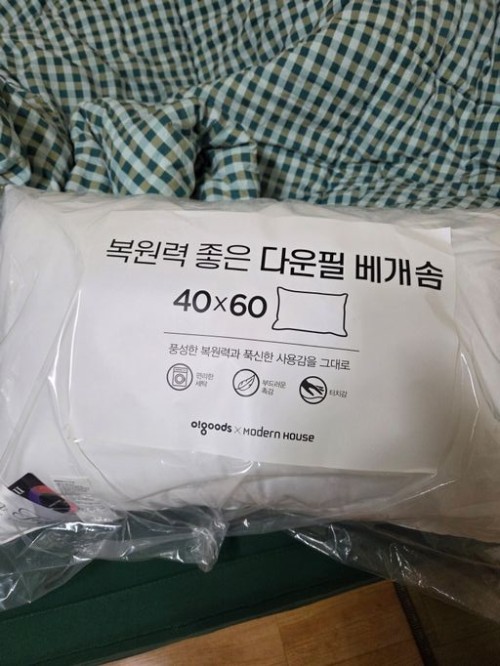 복원력 좋은 다운필 베개솜
40×60
풍성한 복원력과 푹신한 사용감을 그대로
편리한
세탁
부드러운
촉감
터치감
olgoods × MODERN HOUSE